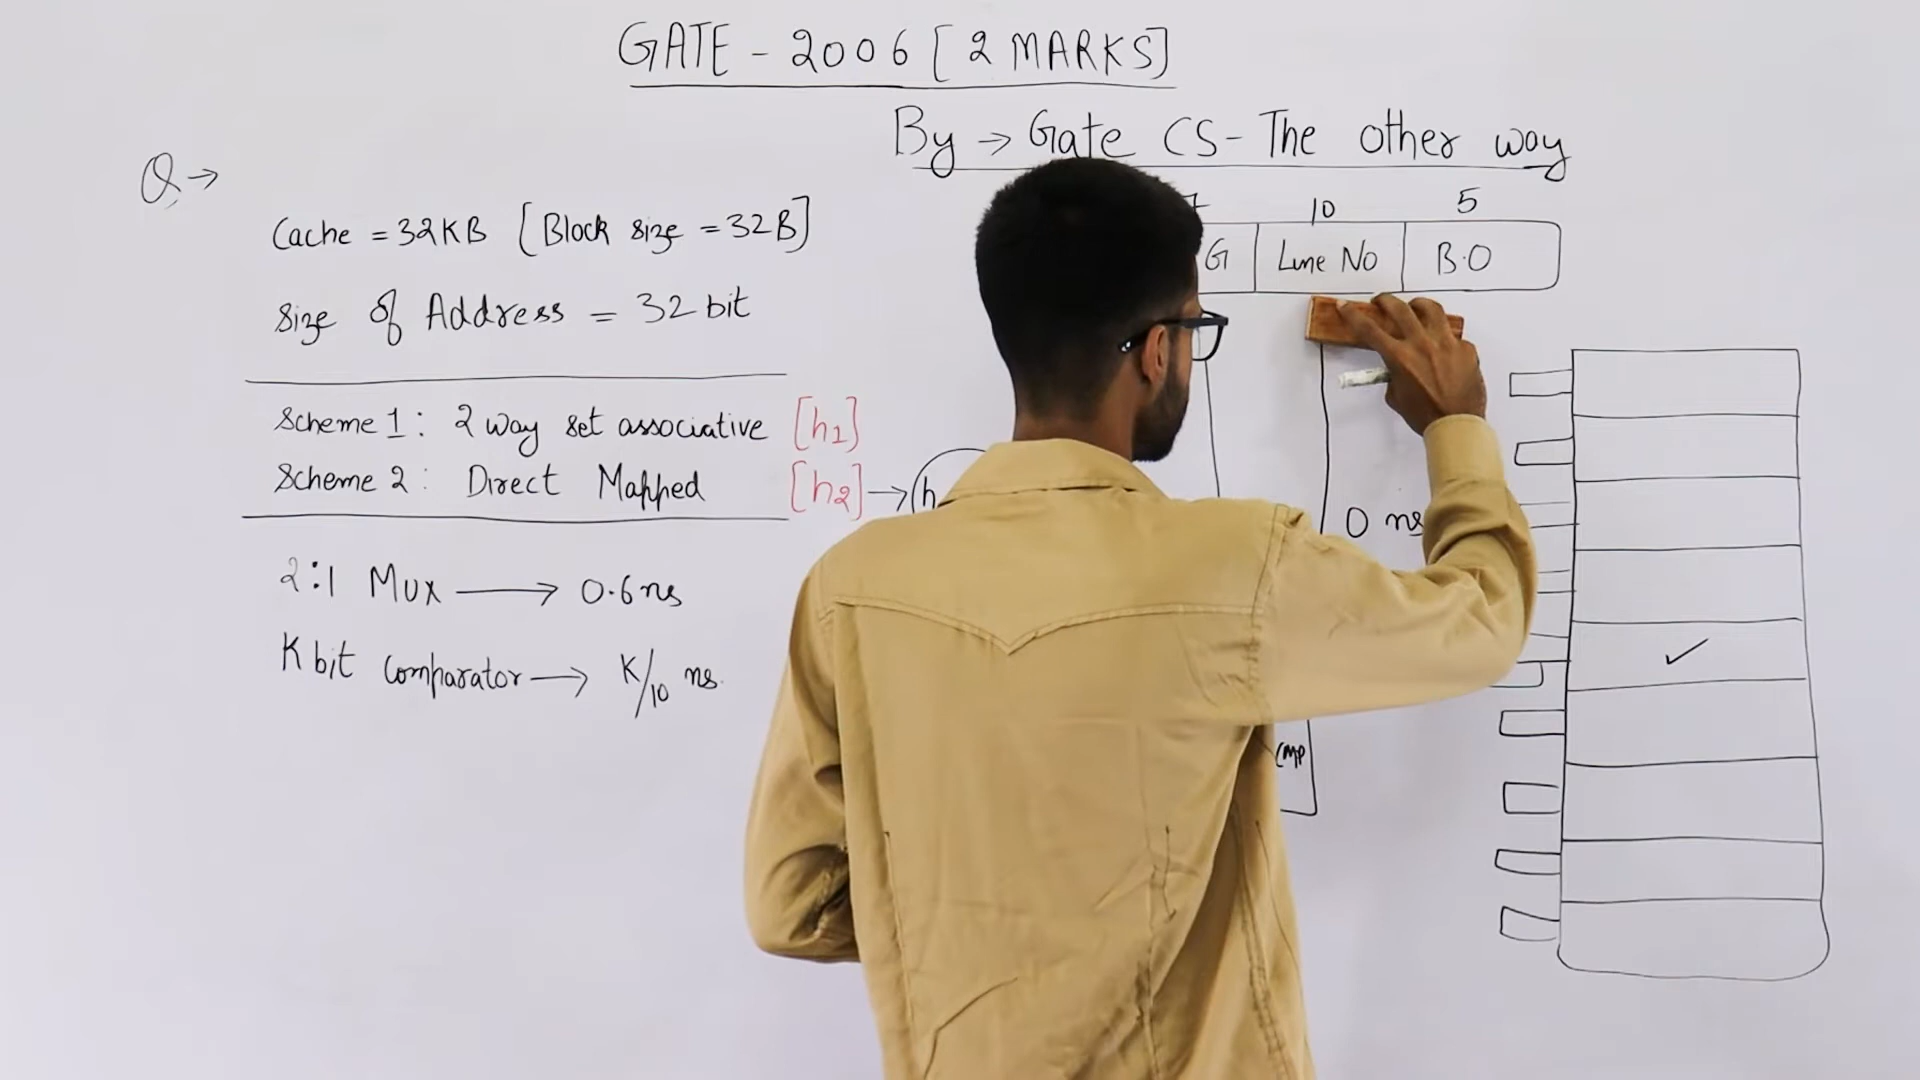 GATE - 2006 [2 MARKS]
By → Gate CS - The other way
Q →
Cache = 32KB [Block size = 32B]
Size of Address = 32 bit
Scheme 1 : 2 way set associative [h1]
Scheme 2 : Direct Mapped [h2] → h
2:1 Mux → 0.6ns
K bit comparator → K/10 ns.
10 5
G Line No B.O
0 ns
CMP